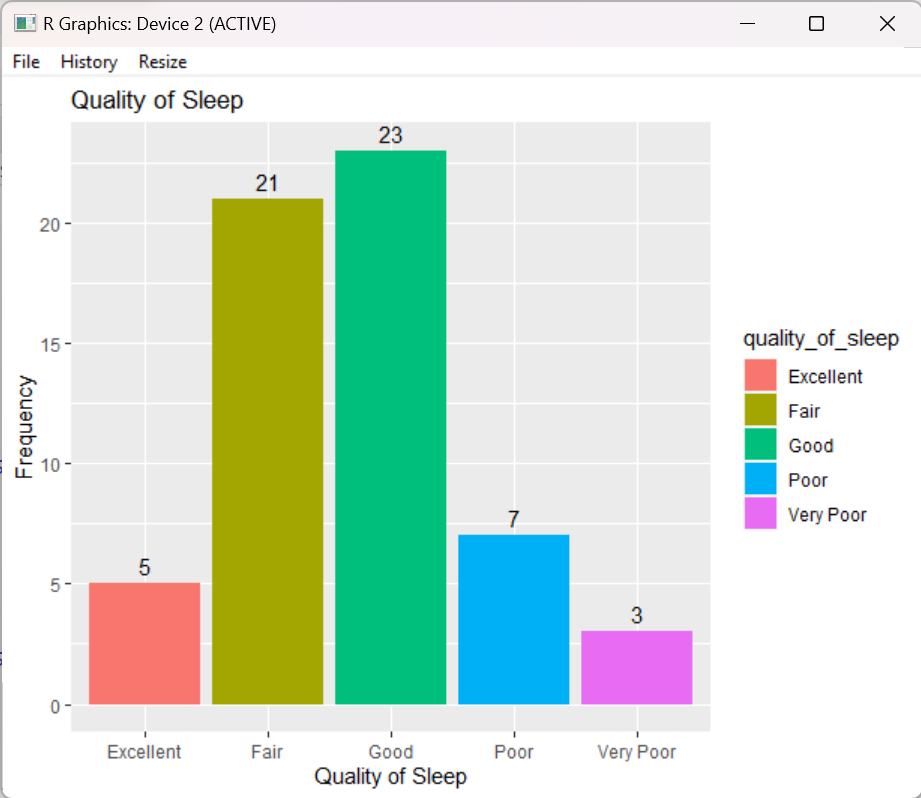 R Graphics: Device 2 (ACTIVE)
File History Resize
Quality of Sleep
23
21
20
15
10
7
5
5
3
0
Frequency
Excellent Fair Good Poor Very Poor
Quality of Sleep
quality_of_sleep
Excellent
Fair
Good
Poor
Very Poor